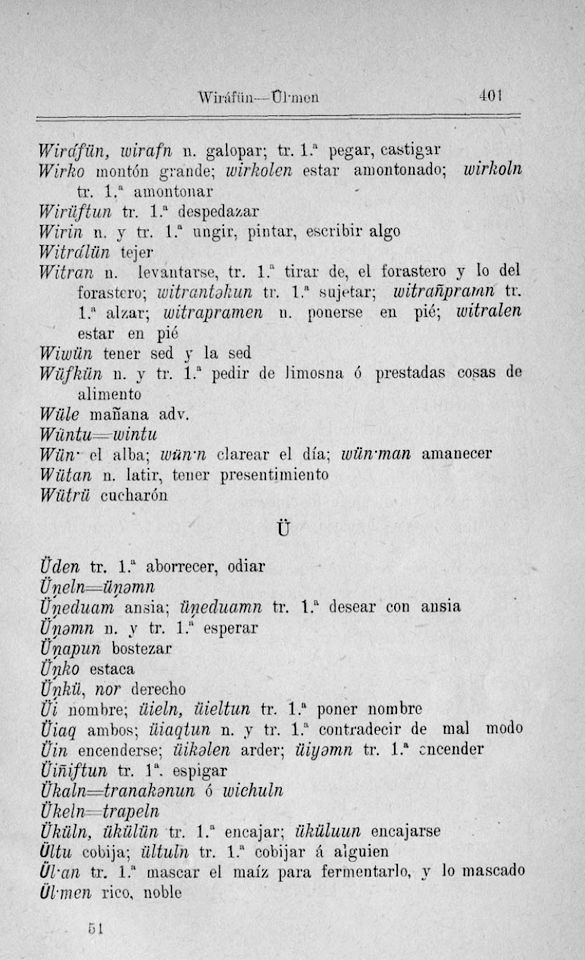 Wiráfün—Ül·men 401
Wiráfün, wirafn n. galopar; tr. 1.ª pegar, castigar
Wirko montón grande; wirkolen estar amontonado; wirkoln
tr. 1.ª amontonar
Wirüftun tr. 1.ª despedazar
Wirin n. y tr. 1.ª ungir, pintar, escribir algo
Witrálün tejer
Witran n. levantarse, tr. 1.ª tirar de, el forastero y lo del
forastero; witrantəkun tr. 1.ª sujetar; witrañpramn tr.
1.ª alzar; witrapramen n. ponerse en pié; witralen
estar en pié
Wiwün tener sed y la sed
Wüfkün n. y tr. 1.ª pedir de limosna ó prestadas cosas de
alimento
Wüle mañana adv.
Wüntu=wintu
Wün· el alba; wün·n clarear el día; wün·man amanecer
Wütan n. latir, tener presentimiento
Wütrü cucharón
Ü
Üden tr. 1.ª aborrecer, odiar
Üņeln=üņəmn
Üņeduam ansia; üņeduamn tr. 1.ª desear con ansia
Üņəmn n. y tr. 1.ª esperar
Üņapun bostezar
Üņko estaca
Üņkü, nor derecho
Üi nombre; üieln, üieltun tr. 1.ª poner nombre
Üiaq ambos; üiaqtun n. y tr. 1.ª contradecir de mal modo
Üin encenderse; üikəlen arder; üiyəmn tr. 1.ª encender
Üiñiftun tr. 1ª. espigar
Ükaln=tranakənun ó wichuln
Ükeln=trapeln
Üküln, ükülün tr. 1.ª encajar; üküluun encajarse
Ültu cobija; ültuln tr. 1.ª cobijar á alguien
Ül·an tr. 1.ª mascar el maíz para fermentarlo, y lo mascado
Ül·men rico, noble
51